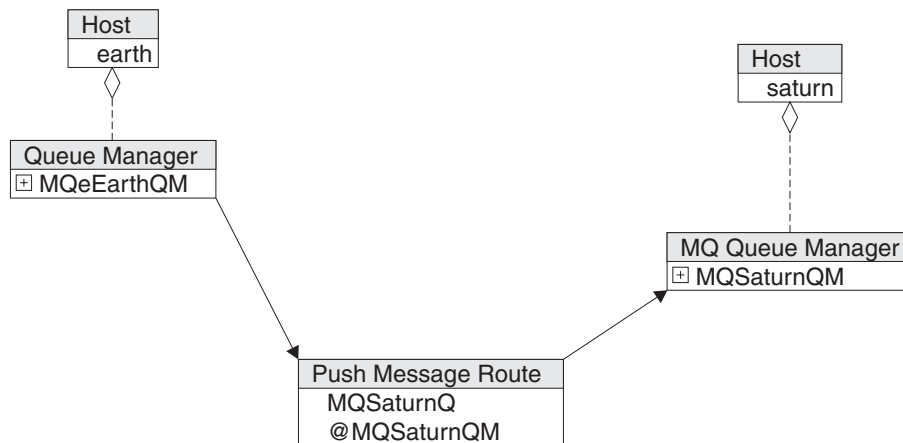 Host
earth
Host
saturn
Queue Manager
MQeEarthQM
MQ Queue Manager
MQSaturnQM
Push Message Route
MQSaturnQ
@MQSaturnQM